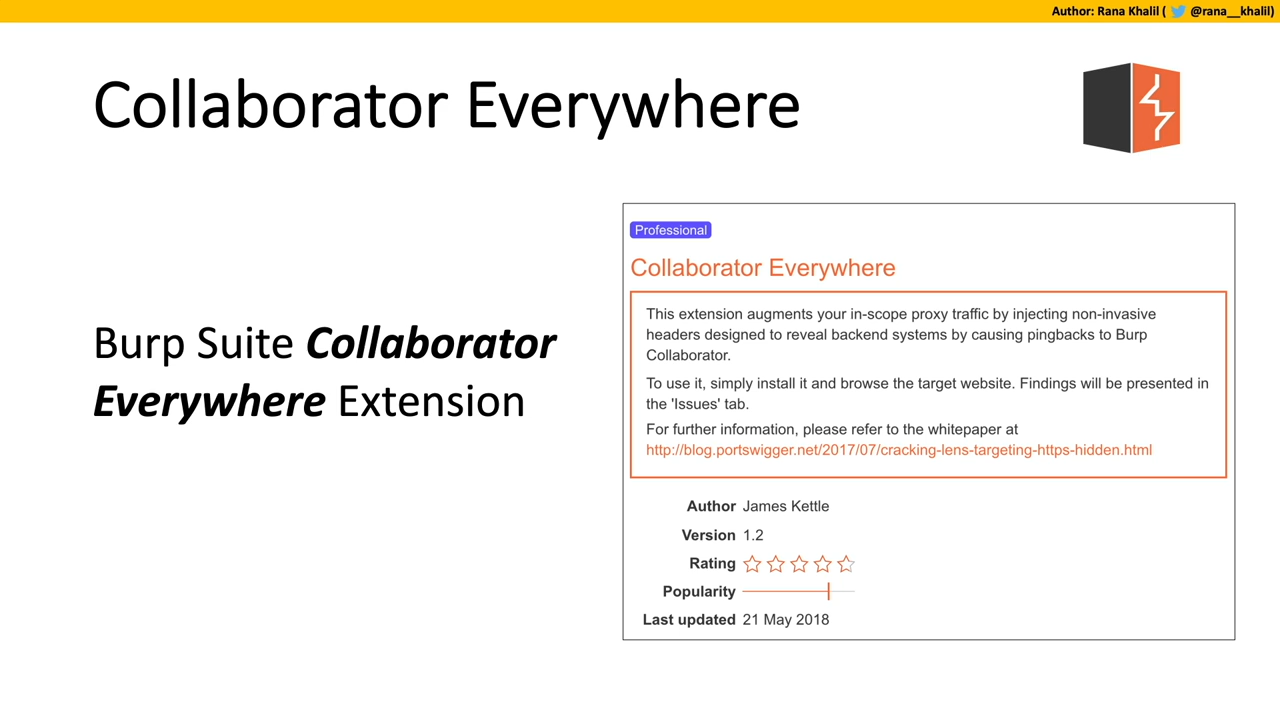 Author: Rana Khalil ( @rana__khalil)
Collaborator Everywhere
Burp Suite Collaborator
Everywhere Extension
Professional
Collaborator Everywhere
This extension augments your in-scope proxy traffic by injecting non-invasive
headers designed to reveal backend systems by causing pingbacks to Burp
Collaborator.
To use it, simply install it and browse the target website. Findings will be presented in
the 'Issues' tab.
For further information, please refer to the whitepaper at
http://blog.portswigger.net/2017/07/cracking-lens-targeting-https-hidden.html
Author James Kettle
Version 1.2
Rating
Popularity
Last updated 21 May 2018